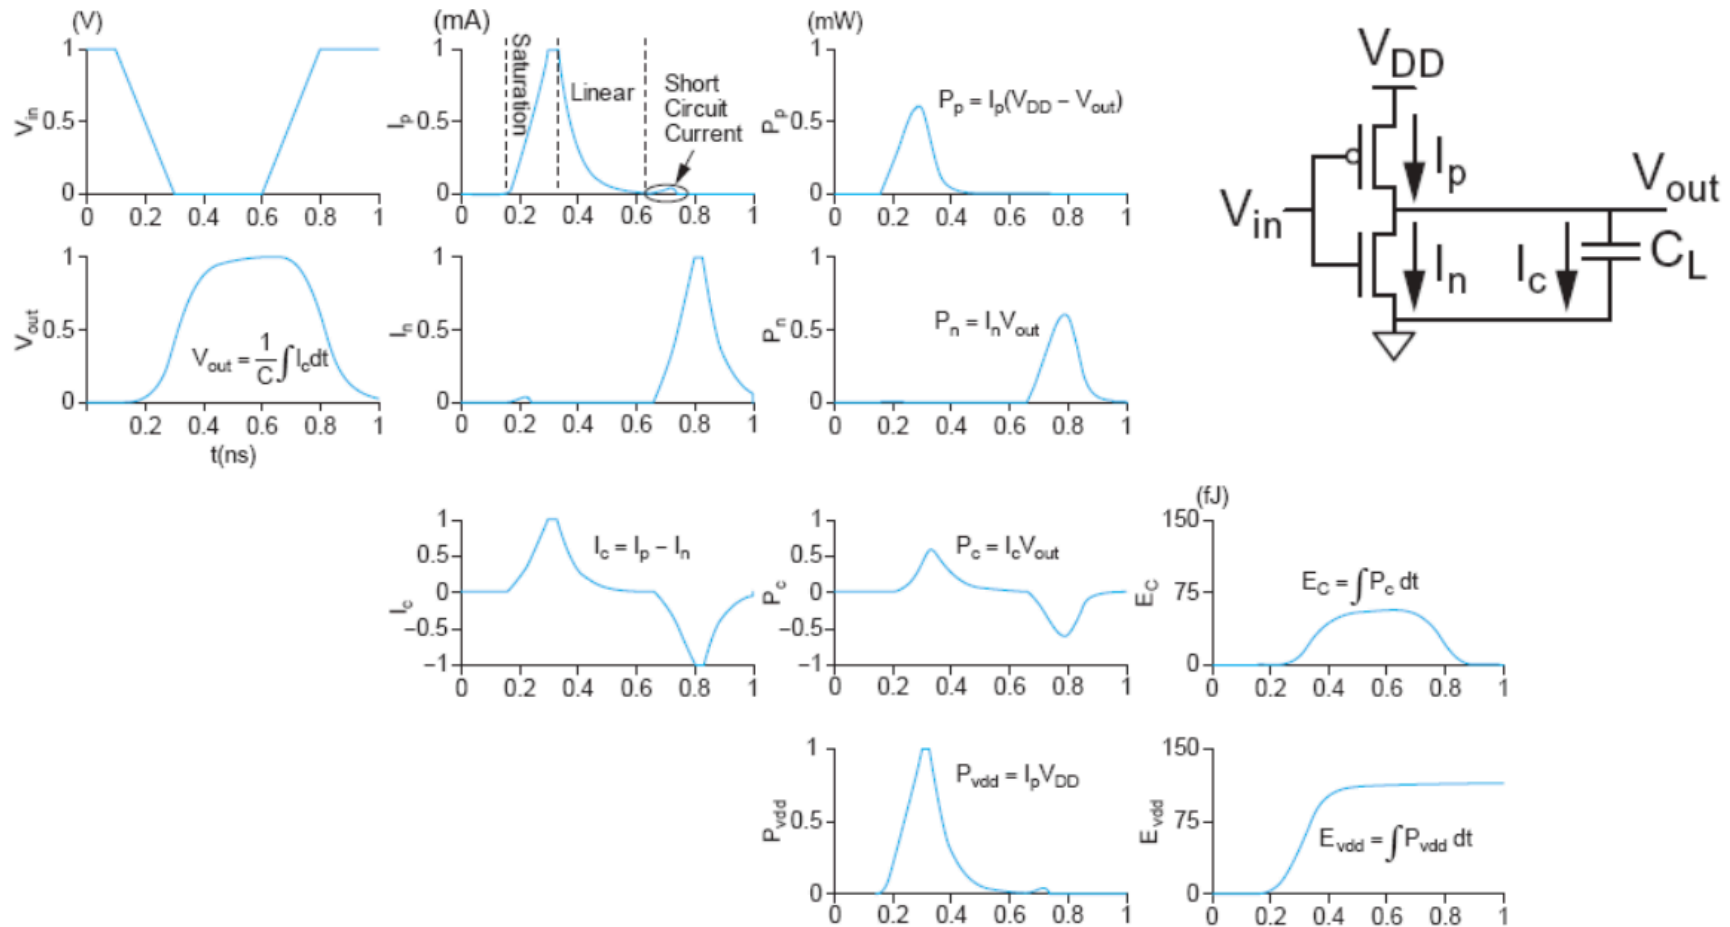 (V)
1
V_in 0.5
0
0 0.2 0.4 0.6 0.8 1
(mA)
1
I_p 0.5
0
0 0.2 0.4 0.6 0.8 1
Saturation
Linear
Short
Circuit
Current
(mW)
1
P_p 0.5
0
0 0.2 0.4 0.6 0.8 1
P_p = I_p(V_DD – V_out)
V_DD
I_p
V_out
V_in
I_n
I_c
C_L
1
V_out 0.5
0
0.2 0.4 0.6 0.8 1
t(ns)
V_out = 1/C ∫I_c dt
1
I_n 0.5
0
0 0.2 0.4 0.6 0.8 1
1
P_n 0.5
0
0 0.2 0.4 0.6 0.8 1
P_n = I_nV_out
1
0.5
0
I_c
–0.5
–1
0 0.2 0.4 0.6 0.8 1
I_c = I_p – I_n
1
0.5
0
P_c
–0.5
–1
0 0.2 0.4 0.6 0.8 1
P_c = I_cV_out
(fJ)
150
75
E_C
0
0 0.2 0.4 0.6 0.8 1
E_C = ∫P_c dt
1
P_vdd 0.5
0
0 0.2 0.4 0.6 0.8 1
P_vdd = I_pV_DD
150
75
E_vdd
0
0 0.2 0.4 0.6 0.8 1
E_vdd = ∫P_vdd dt